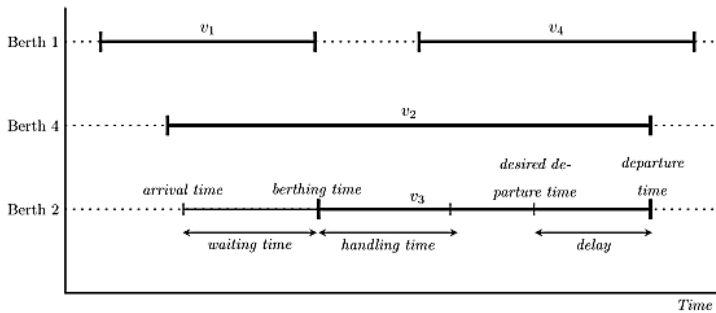 Berth 1
v1
v4
Berth 4
v2
desired de-
parture time
departure
time
arrival time
berthing time
v3
Berth 2
waiting time
handling time
delay
Time